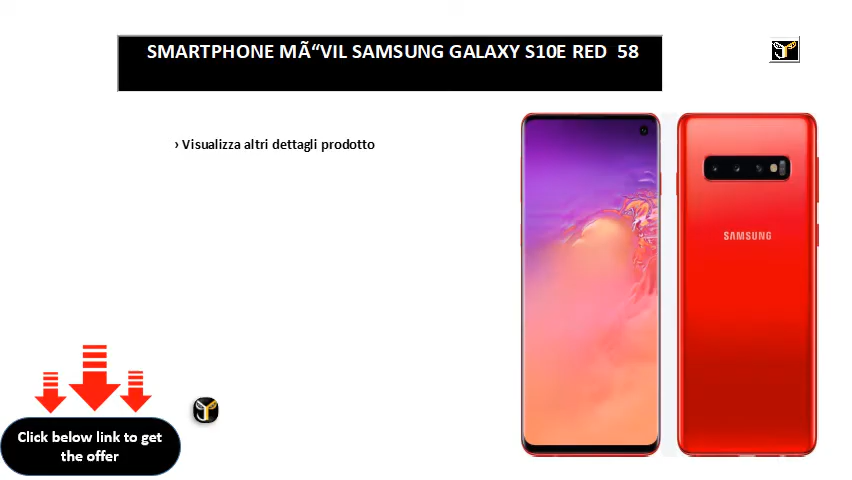 SMARTPHONE MÃ“VIL SAMSUNG GALAXY S10E RED 58
› Visualizza altri dettagli prodotto
SAMSUNG
Click below link to get
the offer